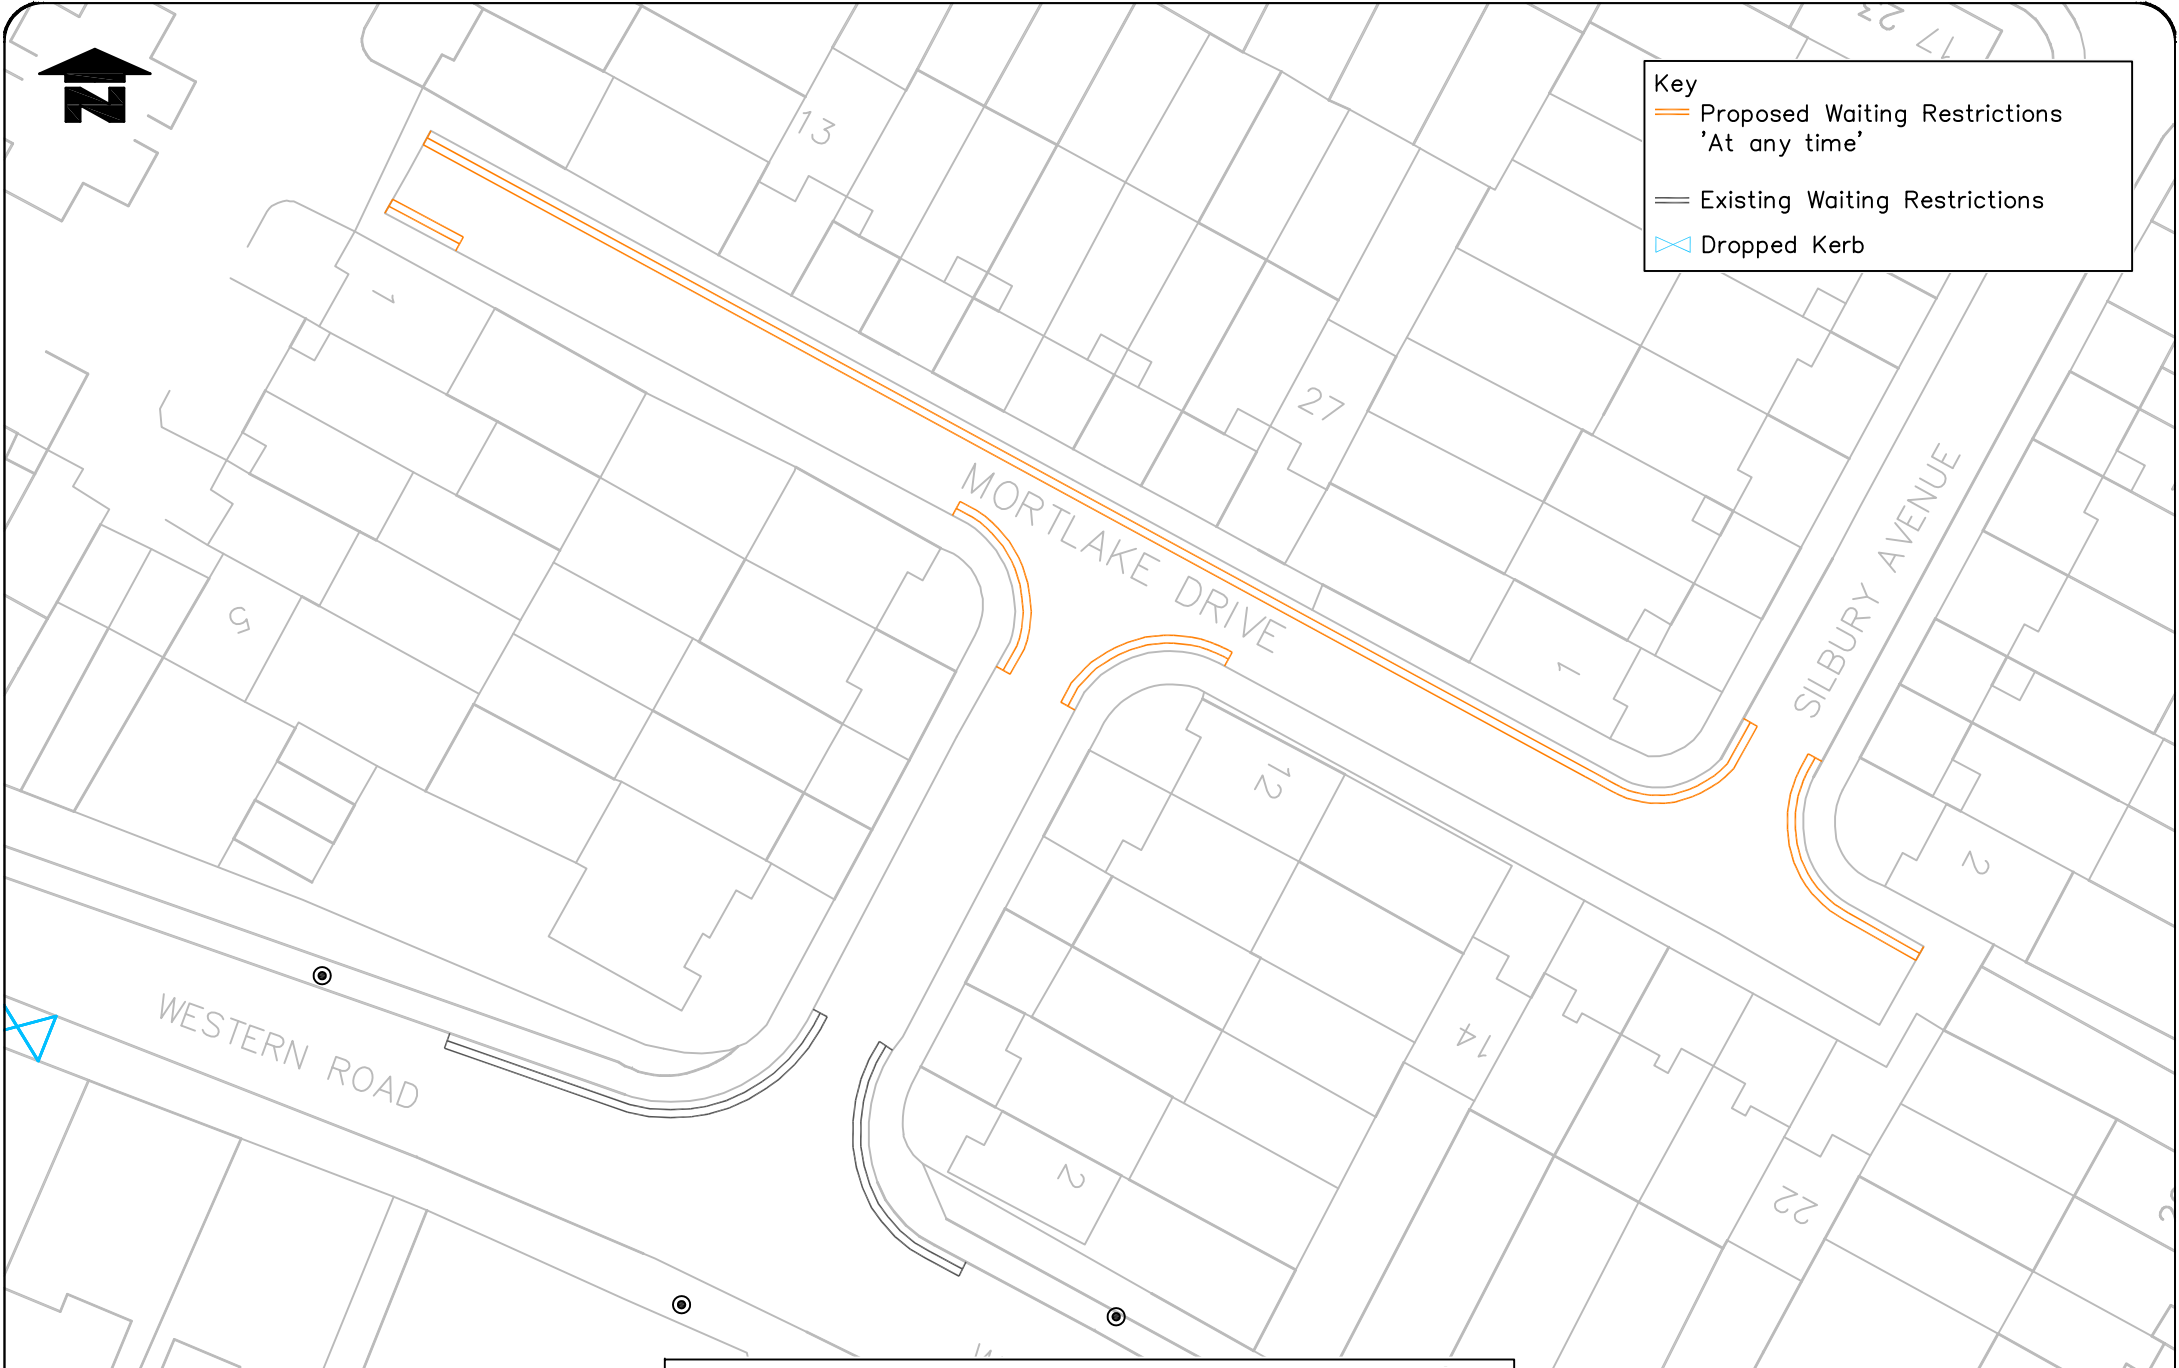 N
23
17
Key
Proposed Waiting Restrictions
'At any time'
Existing Waiting Restrictions
Dropped Kerb
13
1
27
MORTLAKE DRIVE
SILBURY AVENUE
5
1
12
2
WESTERN ROAD
14
2
22